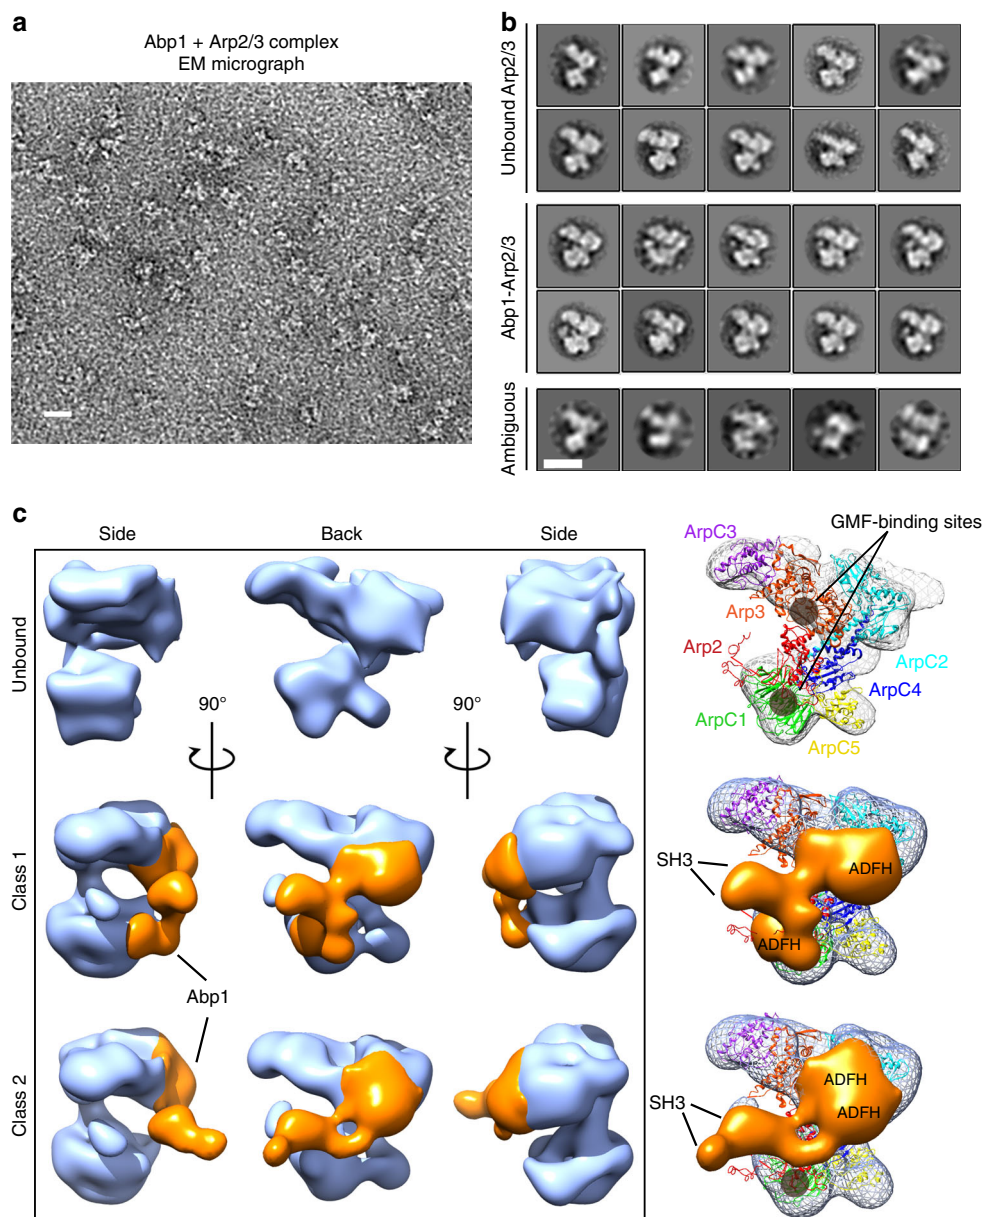 a
Abp1 + Arp2/3 complex
EM micrograph
b
Unbound Arp2/3
Abp1-Arp2/3
Ambiguous
c
Side
Back
Side
GMF-binding sites
ArpC3
Arp3
Arp2
ArpC2
ArpC4
ArpC1
ArpC5
Unbound
90°
90°
Class 1
SH3
ADFH
ADFH
Abp1
Class 2
SH3
ADFH
ADFH